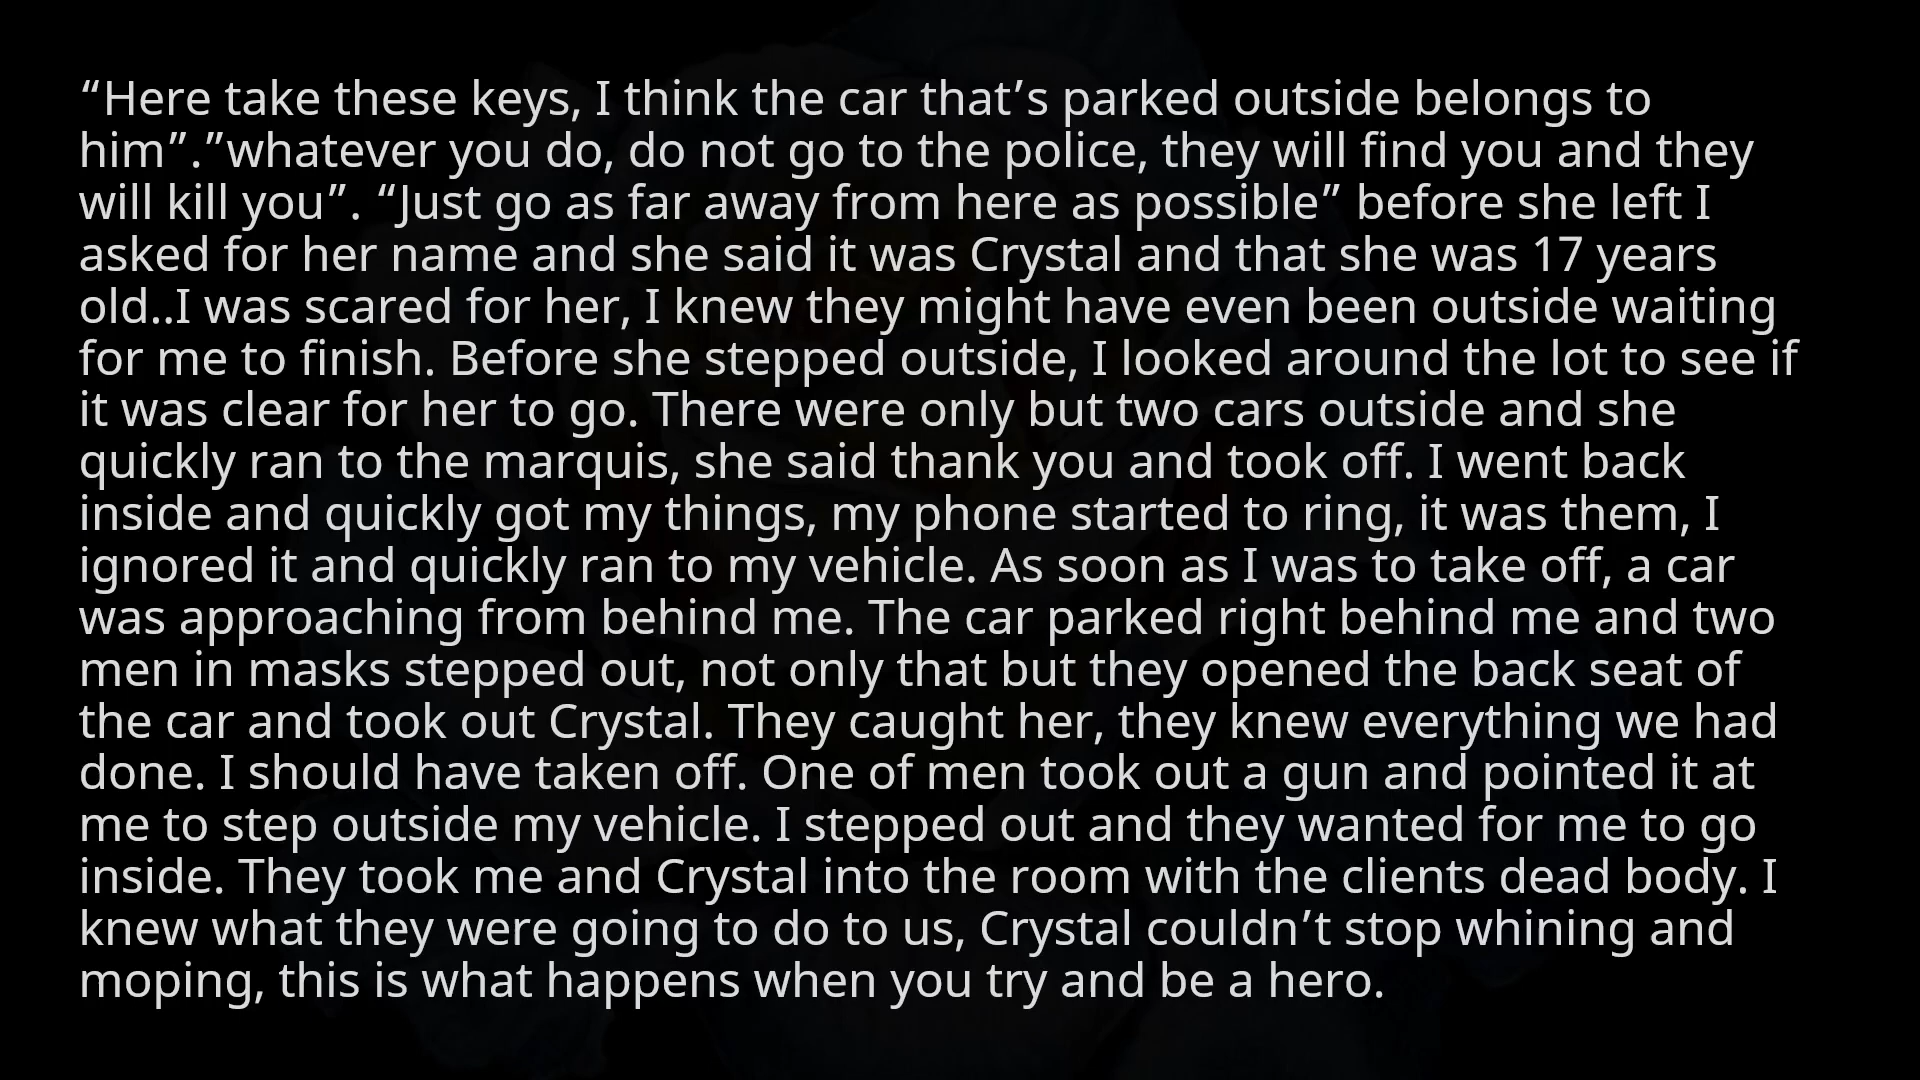 “Here take these keys, I think the car that’s parked outside belongs to
him”.”whatever you do, do not go to the police, they will find you and they
will kill you”. “Just go as far away from here as possible” before she left I
asked for her name and she said it was Crystal and that she was 17 years
old..I was scared for her, I knew they might have even been outside waiting
for me to finish. Before she stepped outside, I looked around the lot to see if
it was clear for her to go. There were only but two cars outside and she
quickly ran to the marquis, she said thank you and took off. I went back
inside and quickly got my things, my phone started to ring, it was them, I
ignored it and quickly ran to my vehicle. As soon as I was to take off, a car
was approaching from behind me. The car parked right behind me and two
men in masks stepped out, not only that but they opened the back seat of
the car and took out Crystal. They caught her, they knew everything we had
done. I should have taken off. One of men took out a gun and pointed it at
me to step outside my vehicle. I stepped out and they wanted for me to go
inside. They took me and Crystal into the room with the clients dead body. I
knew what they were going to do to us, Crystal couldn’t stop whining and
moping, this is what happens when you try and be a hero.